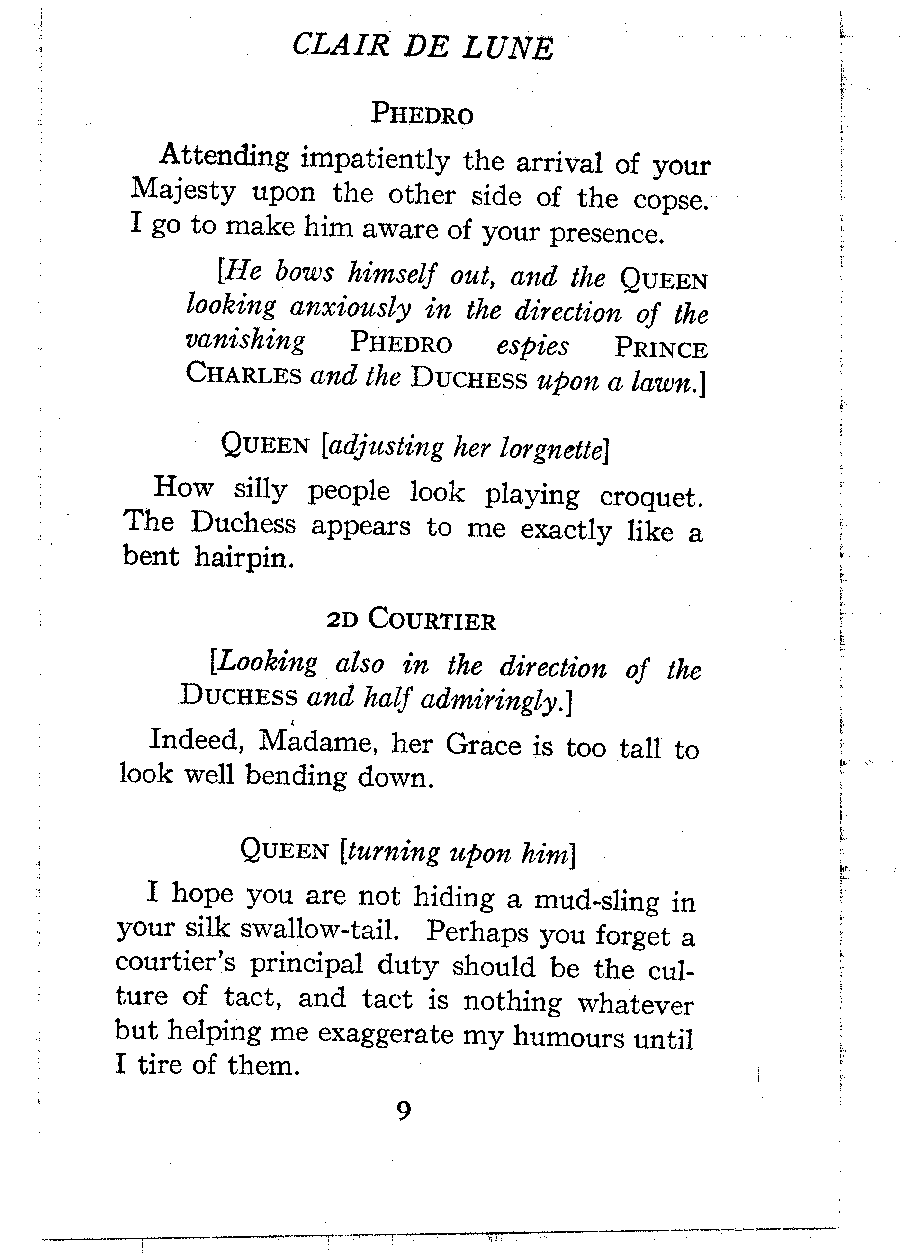 CLAIR DE LUNE
PHEDRO
Attending impatiently the arrival of your
Majesty upon the other side of the copse.
I go to make him aware of your presence.
[He bows himself out, and the QUEEN
looking anxiously in the direction of the
vanishing PHEDRO espies PRINCE
CHARLES and the DUCHESS upon a lawn.]
QUEEN [adjusting her lorgnette]
How silly people look playing croquet.
The Duchess appears to me exactly like a
bent hairpin.
2D COURTIER
[Looking also in the direction of the
DUCHESS and half admiringly.]
Indeed, Madame, her Grace is too tall to
look well bending down.
QUEEN [turning upon him]
I hope you are not hiding a mud-sling in
your silk swallow-tail. Perhaps you forget a
courtier's principal duty should be the cul-
ture of tact, and tact is nothing whatever
but helping me exaggerate my humours until
I tire of them.
9